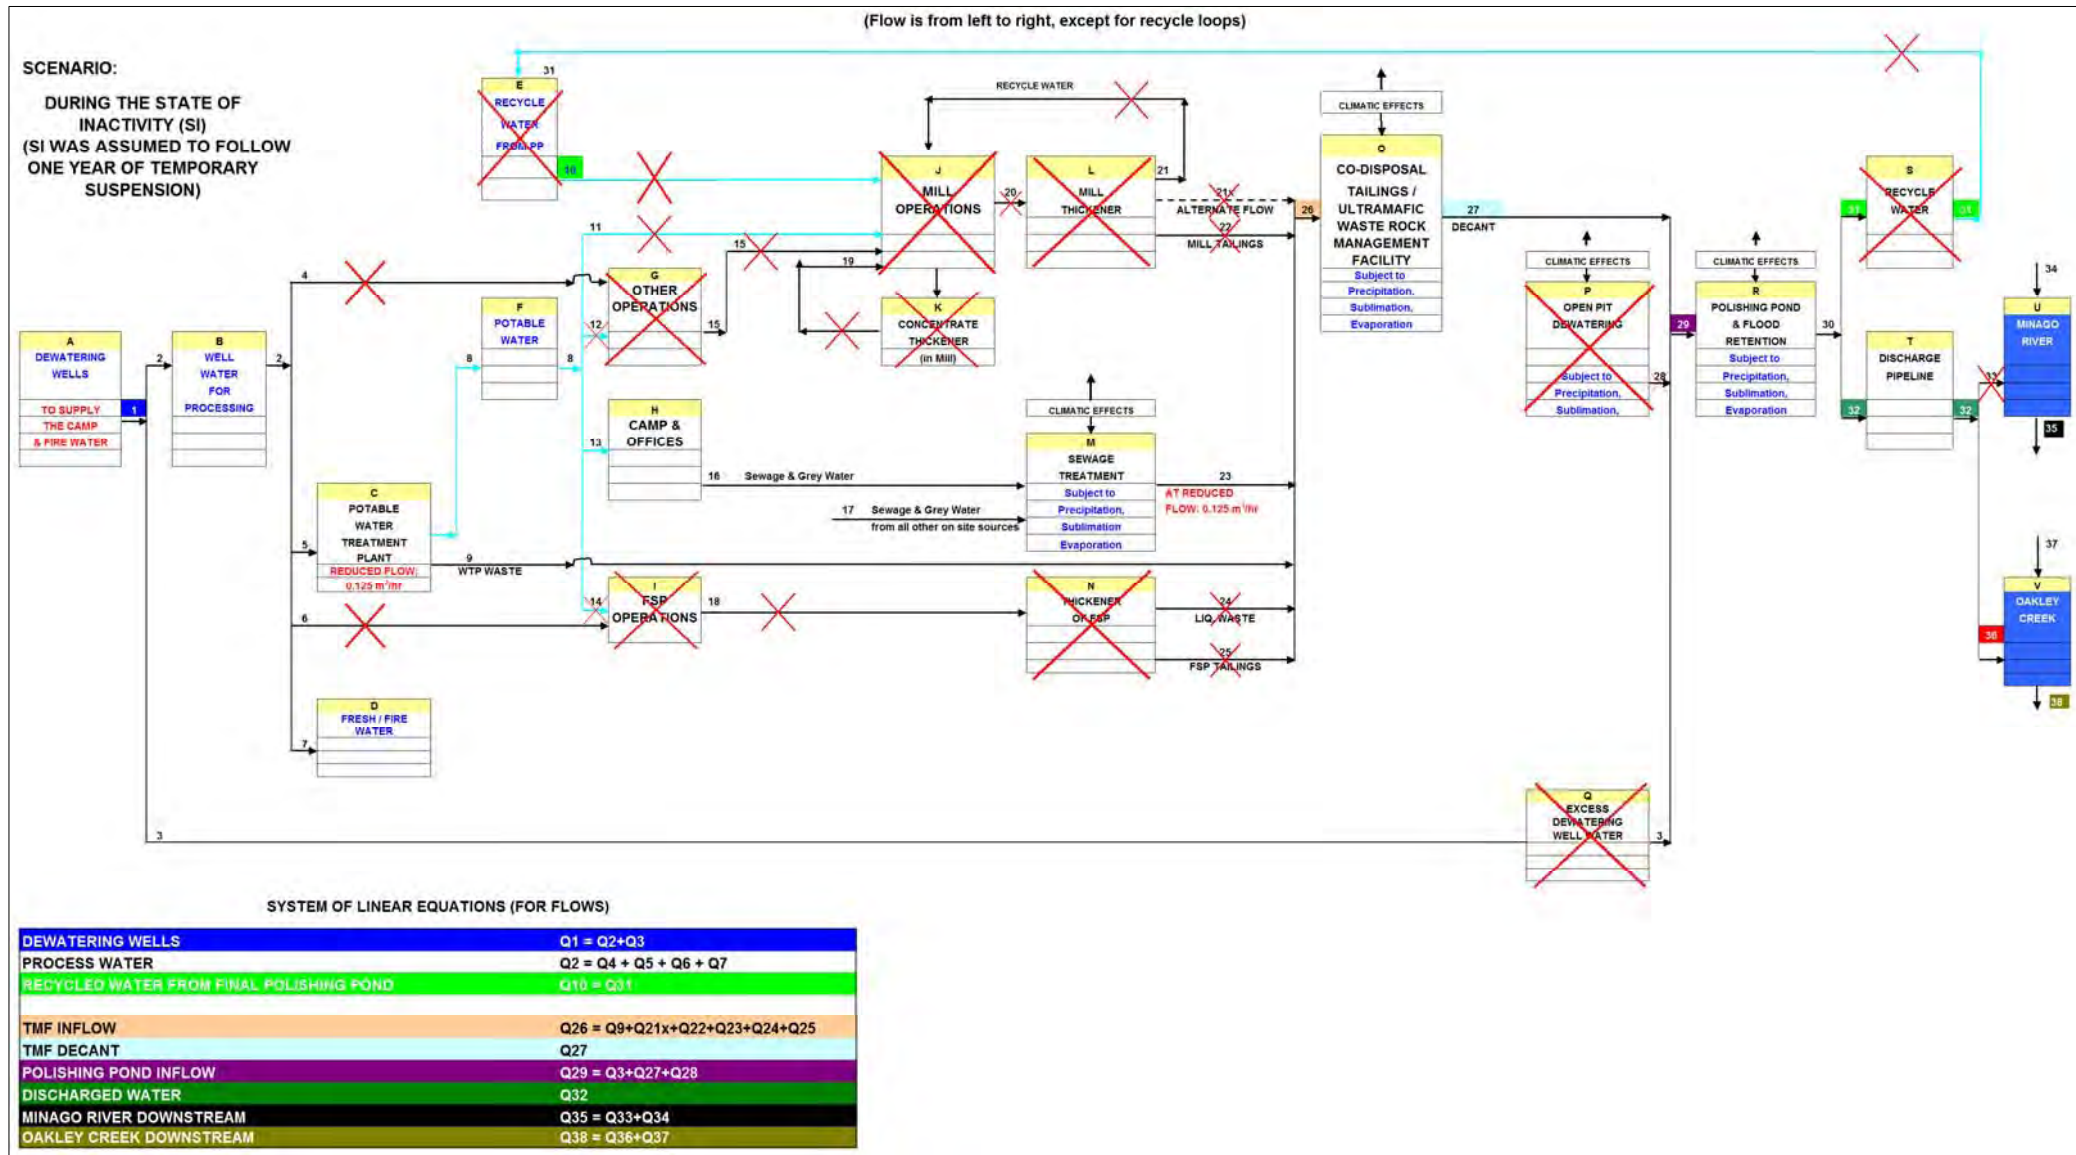 (Flow is from left to right, except for recycle loops)
SCENARIO:
DURING THE STATE OF
INACTIVITY (SI)
(SI WAS ASSUMED TO FOLLOW
ONE YEAR OF TEMPORARY
SUSPENSION)
A
DEWATERING
WELLS
TO SUPPLY
THE CAMP
& FIRE WATER
1
2
3
B
WELL
WATER
FOR
PROCESSING
2
4
5
6
7
C
POTABLE
WATER
TREATMENT
PLANT
REDUCED FLOW;
0.125 m³/hr
8
9
WTP WASTE
D
FRESH / FIRE
WATER
E
RECYCLE
WATER
FROM PP
31
10
F
POTABLE
WATER
8
11
12
13
14
G
OTHER
OPERATIONS
15
15
H
CAMP &
OFFICES
16 Sewage & Grey Water
17 Sewage & Grey Water
from all other on site sources
I
FSP
OPERATIONS
18
RECYCLE WATER
J
MILL
OPERATIONS
19
20
K
CONCENTRATE
THICKENER
(in Mill)
L
MILL
THICKENER
21
21x
ALTERNATE FLOW
22
MILL TAILINGS
CLIMATIC EFFECTS
M
SEWAGE
TREATMENT
Subject to
Precipitation,
Sublimation
Evaporation
23
AT REDUCED
FLOW: 0.125 m³/hr
N
THICKENER
OF FSP
24
LIQ. WASTE
25
FSP TAILINGS
26
CLIMATIC EFFECTS
O
CO-DISPOSAL
TAILINGS /
ULTRAMAFIC
WASTE ROCK
MANAGEMENT
FACILITY
Subject to
Precipitation,
Sublimation,
Evaporation
27
DECANT
CLIMATIC EFFECTS
P
OPEN PIT
DEWATERING
Subject to
Precipitation,
Sublimation,
28
Q
EXCESS
DEWATERING
WELL WATER
3
29
CLIMATIC EFFECTS
R
POLISHING POND
& FLOOD
RETENTION
Subject to
Precipitation,
Sublimation,
Evaporation
30
31
32
S
RECYCLE
WATER
31
T
DISCHARGE
PIPELINE
32
33
34
U
MINAGO
RIVER
35
36
37
V
OAKLEY
CREEK
38
SYSTEM OF LINEAR EQUATIONS (FOR FLOWS)
DEWATERING WELLS Q1 = Q2+Q3
PROCESS WATER Q2 = Q4 + Q5 + Q6 + Q7
RECYCLED WATER FROM FINAL POLISHING POND Q10 = Q31
TMF INFLOW Q26 = Q9+Q21x+Q22+Q23+Q24+Q25
TMF DECANT Q27
POLISHING POND INFLOW Q29 = Q3+Q27+Q28
DISCHARGED WATER Q32
MINAGO RIVER DOWNSTREAM Q35 = Q33+Q34
OAKLEY CREEK DOWNSTREAM Q38 = Q36+Q37